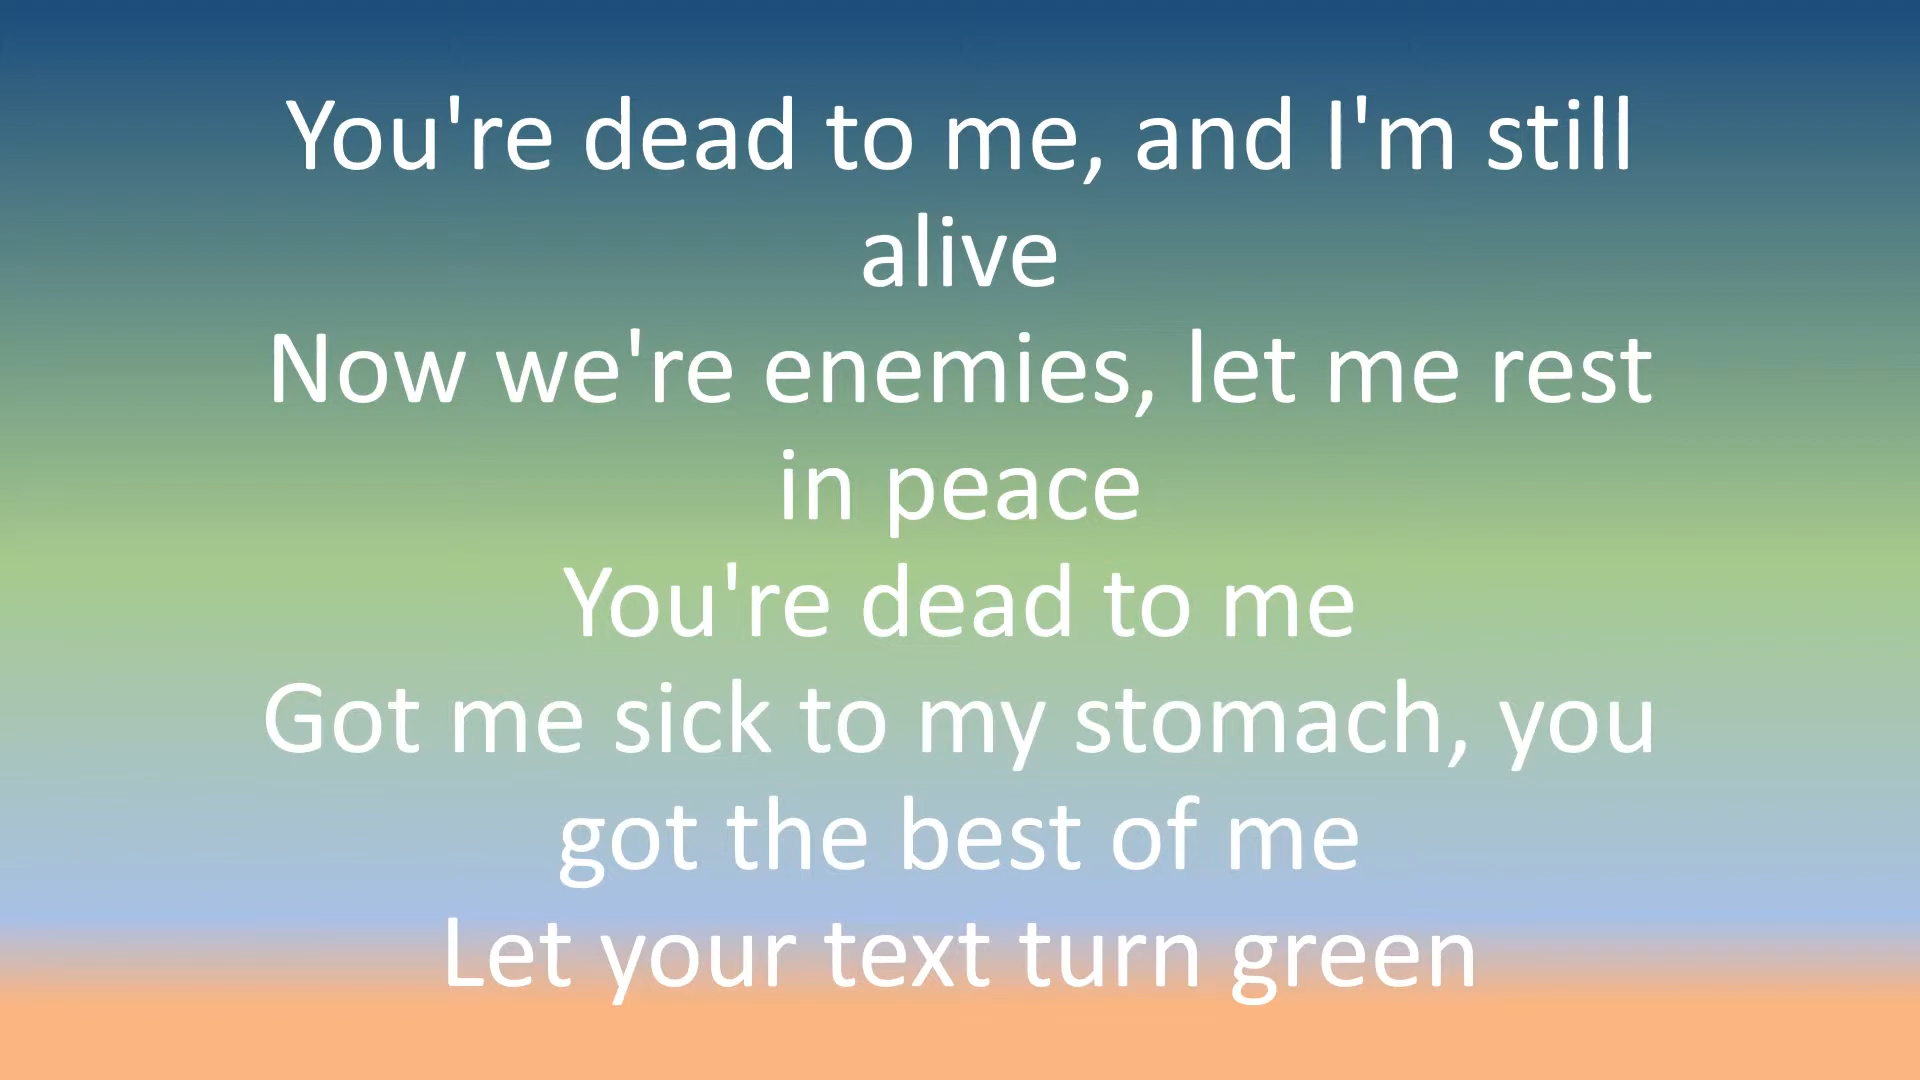 You're dead to me, and I'm still
alive
Now we're enemies, let me rest
in peace
You're dead to me
Got me sick to my stomach, you
got the best of me
Let your text turn green